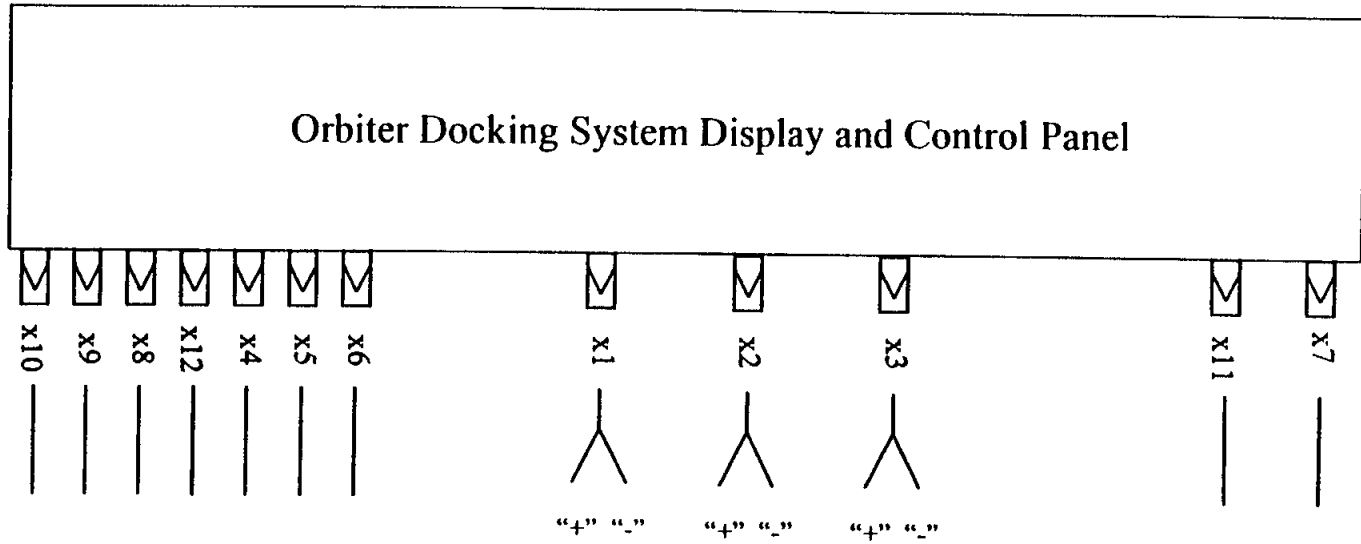 Orbiter Docking System Display and Control Panel
x10 x9 x8 x12 x4 x5 x6 x1 x2 x3 x11 x7
“+” “-” “+” “-” “+” “-”